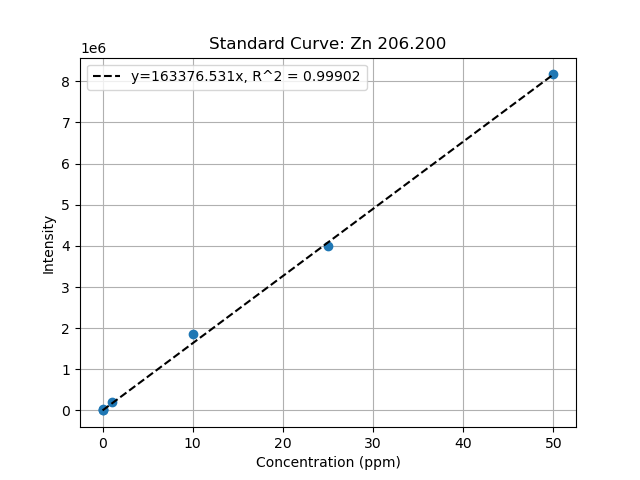 Standard Curve: Zn 206.200
1e6
y=163376.531x, R^2 = 0.99902
8
7
6
5
4
3
2
1
0
Intensity
0 10 20 30 40 50
Concentration (ppm)